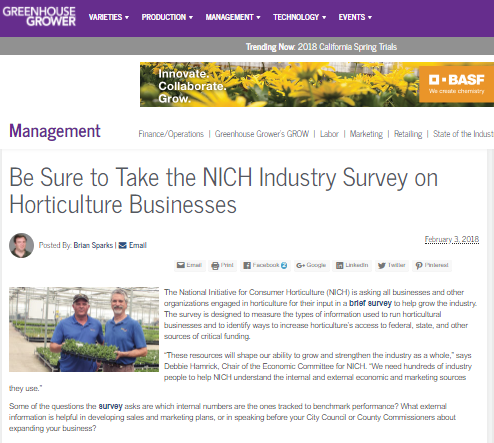 GREENHOUSE
GROWER
VARIETIES PRODUCTION MANAGEMENT TECHNOLOGY EVENTS
Trending Now: 2018 California Spring Trials
Innovate.
Collaborate.
Grow.
BASF
We create chemistry
Management
Finance/Operations | Greenhouse Grower's GROW | Labor | Marketing | Retailing | State of the Indust
Be Sure to Take the NICH Industry Survey on
Horticulture Businesses
Posted By: Brian Sparks | Email
February 3, 2018
Email Print Facebook 2 Google LinkedIn Twitter Pinterest
The National Initiative for Consumer Horticulture (NICH) is asking all businesses and other
organizations engaged in horticulture for their input in a brief survey to help grow the industry.
The survey is designed to measure the types of information used to run horticultural
businesses and to identify ways to increase horticulture's access to federal, state, and other
sources of critical funding.
“These resources will shape our ability to grow and strengthen the industry as a whole,” says
Debbie Hamrick, Chair of the Economic Committee for NICH. “We need hundreds of industry
people to help NICH understand the internal and external economic and marketing sources
they use.”
Some of the questions the survey asks are which internal numbers are the ones tracked to benchmark performance? What external
information is helpful in developing sales and marketing plans, or in speaking before your City Council or County Commissioners about
expanding your business?